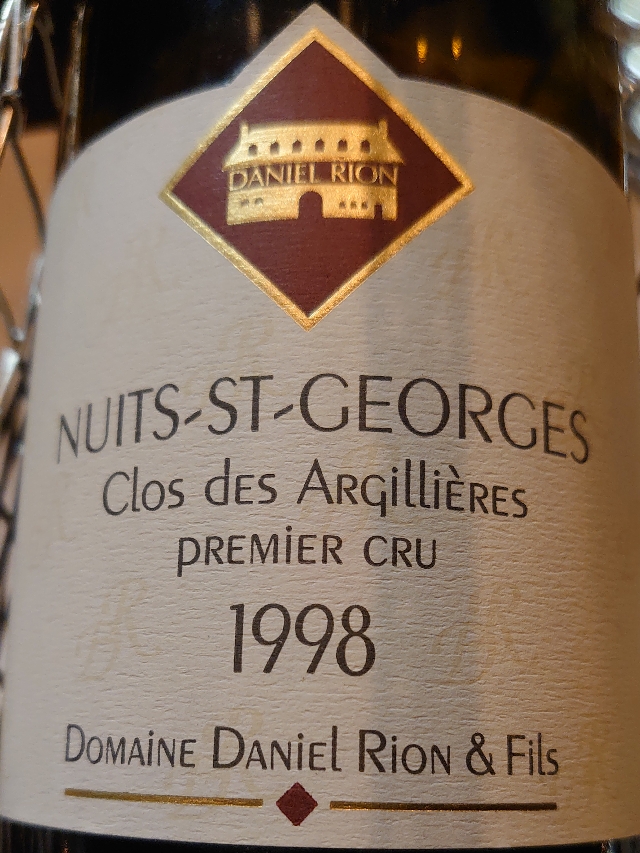 DANIEL RION
NUITS-ST-GEORGES
Clos des Argillières
PREMIER CRU
1998
Domaine Daniel Rion & Fils